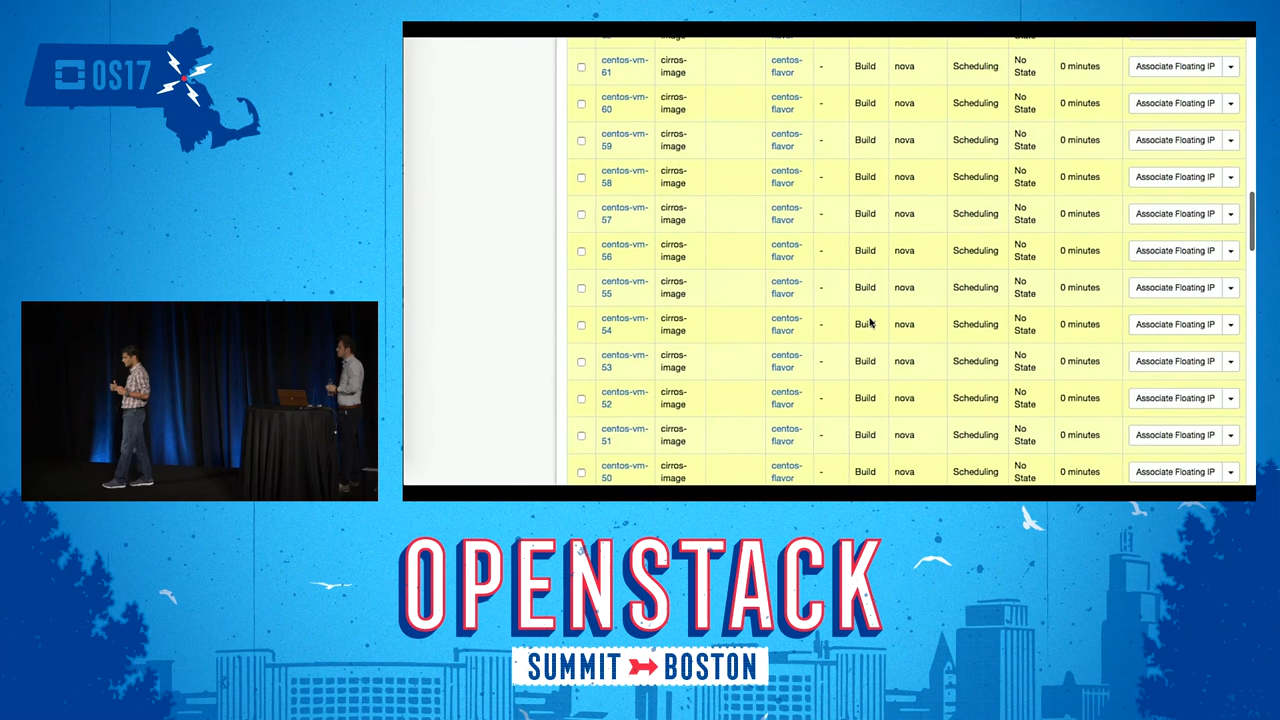 OS17
State
centos-vm-61 cirros-image centos-flavor - Build nova Scheduling No State 0 minutes Associate Floating IP
centos-vm-60 cirros-image centos-flavor - Build nova Scheduling No State 0 minutes Associate Floating IP
centos-vm-59 cirros-image centos-flavor - Build nova Scheduling No State 0 minutes Associate Floating IP
centos-vm-58 cirros-image centos-flavor - Build nova Scheduling No State 0 minutes Associate Floating IP
centos-vm-57 cirros-image centos-flavor - Build nova Scheduling No State 0 minutes Associate Floating IP
centos-vm-56 cirros-image centos-flavor - Build nova Scheduling No State 0 minutes Associate Floating IP
centos-vm-55 cirros-image centos-flavor - Build nova Scheduling No State 0 minutes Associate Floating IP
centos-vm-54 cirros-image centos-flavor - Build nova Scheduling No State 0 minutes Associate Floating IP
centos-vm-53 cirros-image centos-flavor - Build nova Scheduling No State 0 minutes Associate Floating IP
centos-vm-52 cirros-image centos-flavor - Build nova Scheduling No State 0 minutes Associate Floating IP
centos-vm-51 cirros-image centos-flavor - Build nova Scheduling No State 0 minutes Associate Floating IP
centos-vm-50 cirros-image centos-flavor - Build nova Scheduling No State 0 minutes Associate Floating IP
OPENSTACK
SUMMIT BOSTON